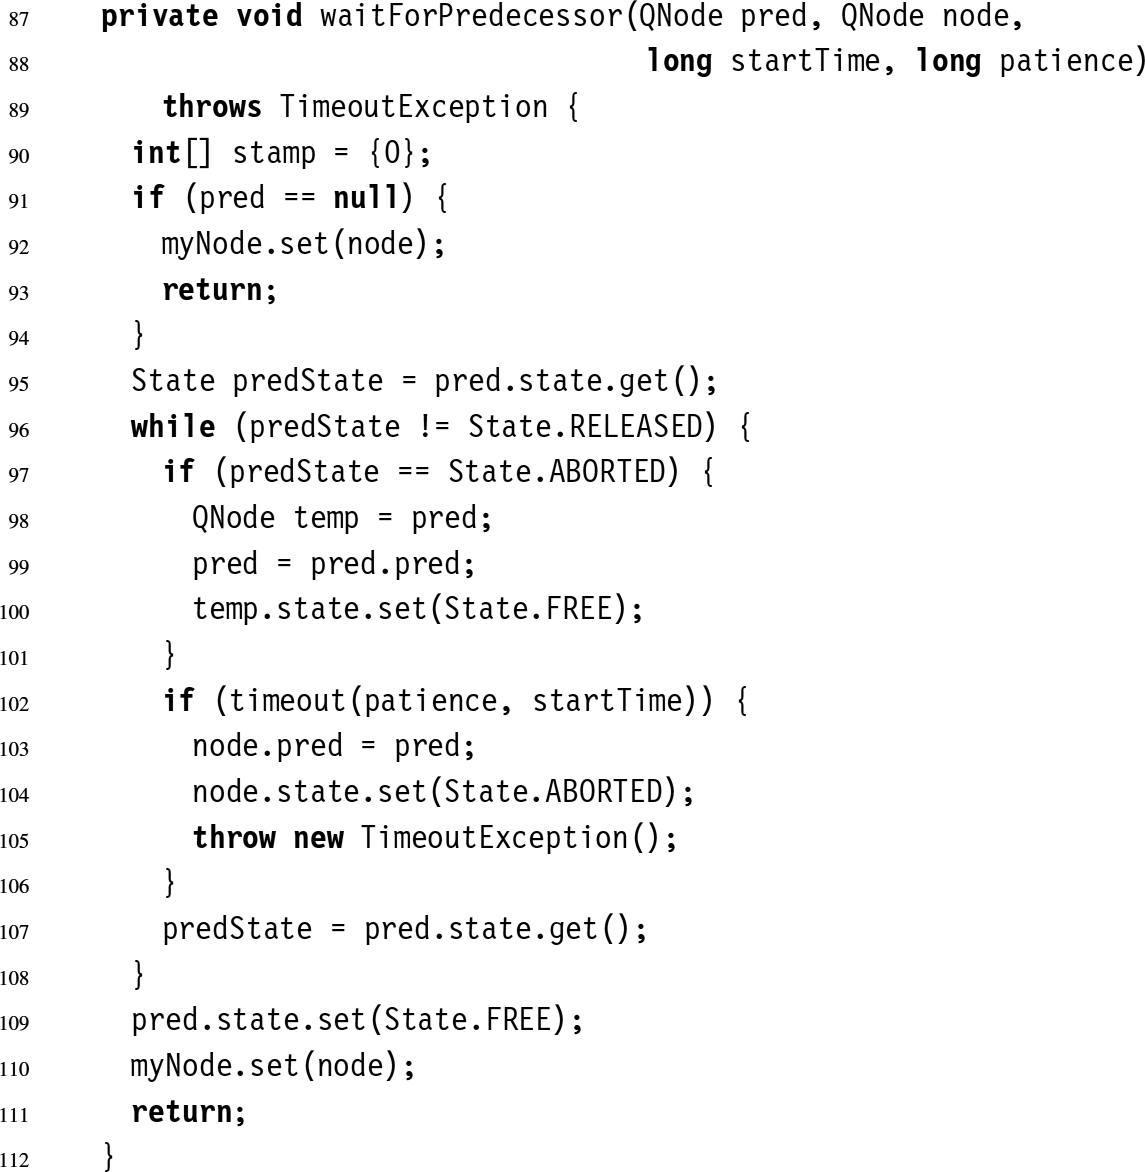 87 private void waitForPredecessor(QNode pred, QNode node,
88 long startTime, long patience)
89 throws TimeoutException {
90 int[] stamp = {0};
91 if (pred == null) {
92 myNode.set(node);
93 return;
94 }
95 State predState = pred.state.get();
96 while (predState != State.RELEASED) {
97 if (predState == State.ABORTED) {
98 QNode temp = pred;
99 pred = pred.pred;
100 temp.state.set(State.FREE);
101 }
102 if (timeout(patience, startTime)) {
103 node.pred = pred;
104 node.state.set(State.ABORTED);
105 throw new TimeoutException();
106 }
107 predState = pred.state.get();
108 }
109 pred.state.set(State.FREE);
110 myNode.set(node);
111 return;
112 }